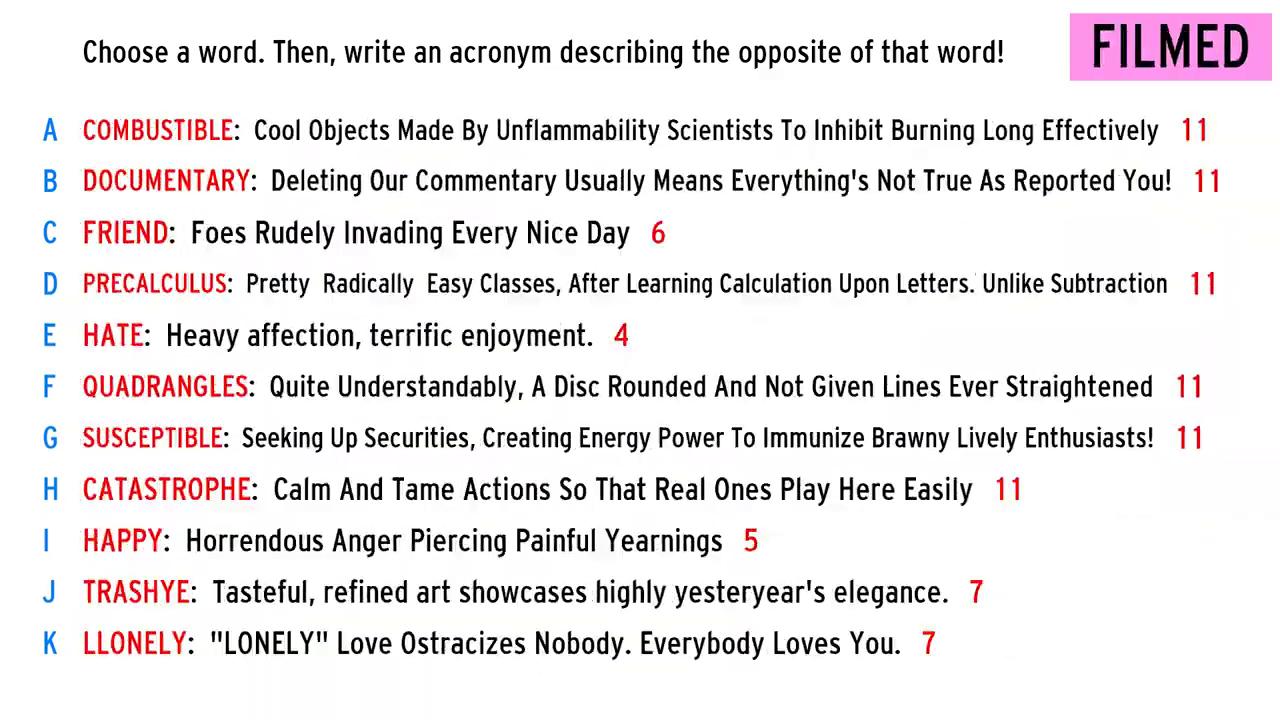 Choose a word. Then, write an acronym describing the opposite of that word!
FILMED
A COMBUSTIBLE: Cool Objects Made By Unflammability Scientists To Inhibit Burning Long Effectively 11
B DOCUMENTARY: Deleting Our Commentary Usually Means Everything's Not True As Reported You! 11
C FRIEND: Foes Rudely Invading Every Nice Day 6
D PRECALCULUS: Pretty Radically Easy Classes, After Learning Calculation Upon Letters. Unlike Subtraction 11
E HATE: Heavy affection, terrific enjoyment. 4
F QUADRANGLES: Quite Understandably, A Disc Rounded And Not Given Lines Ever Straightened 11
G SUSCEPTIBLE: Seeking Up Securities, Creating Energy Power To Immunize Brawny Lively Enthusiasts! 11
H CATASTROPHE: Calm And Tame Actions So That Real Ones Play Here Easily 11
I HAPPY: Horrendous Anger Piercing Painful Yearnings 5
J TRASHYE: Tasteful, refined art showcases highly yesteryear's elegance. 7
K LLONELY: "LONELY" Love Ostracizes Nobody. Everybody Loves You. 7